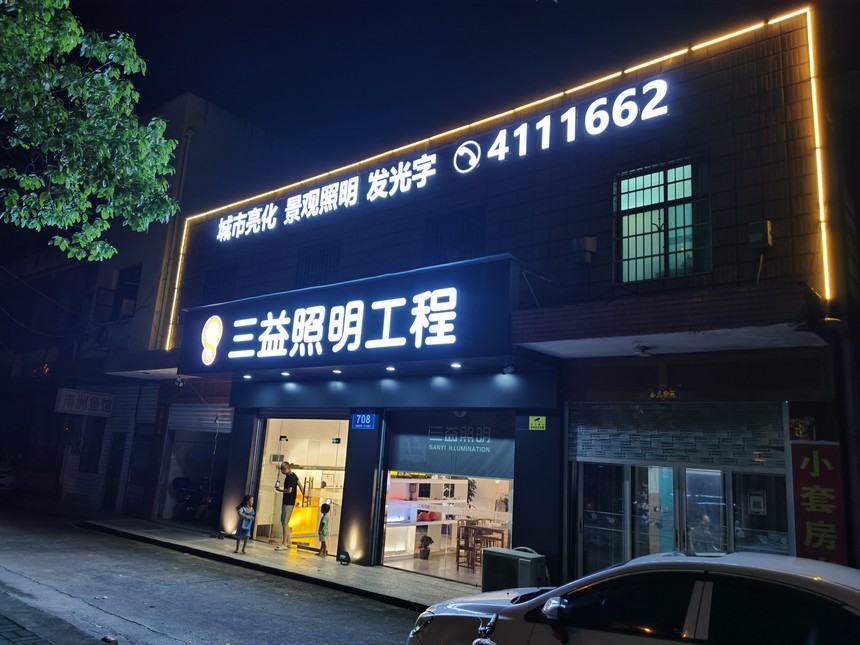 城市亮化 景观照明 发光字 4111662
三益照明工程
708
三益照明
SANYI ILLUMINATION
小套房